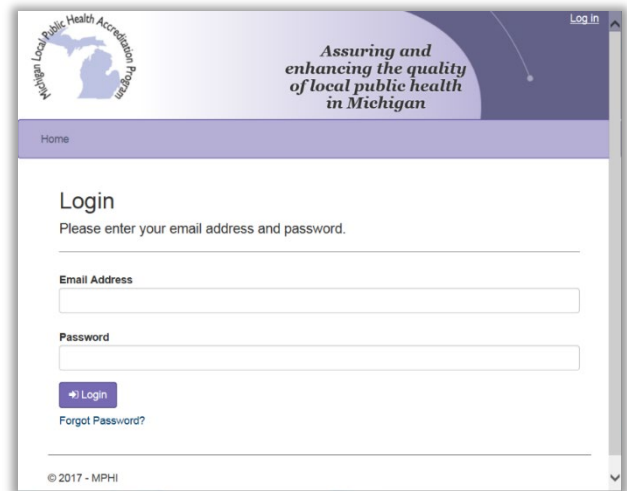 Michigan Local Public Health Accreditation Program
Log in
Assuring and
enhancing the quality
of local public health
in Michigan
Home
Login
Please enter your email address and password.
Email Address
Password
Login
Forgot Password?
© 2017 - MPHI